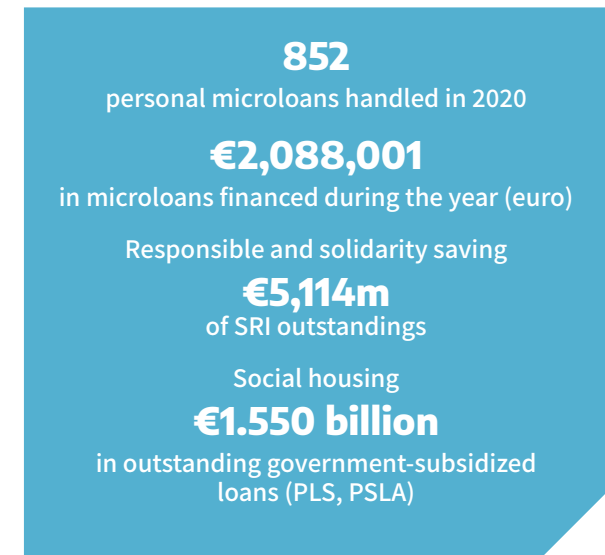 852
personal microloans handled in 2020
€2,088,001
in microloans financed during the year (euro)
Responsible and solidarity saving
€5,114m
of SRI outstandings
Social housing
€1.550 billion
in outstanding government-subsidized
loans (PLS, PSLA)